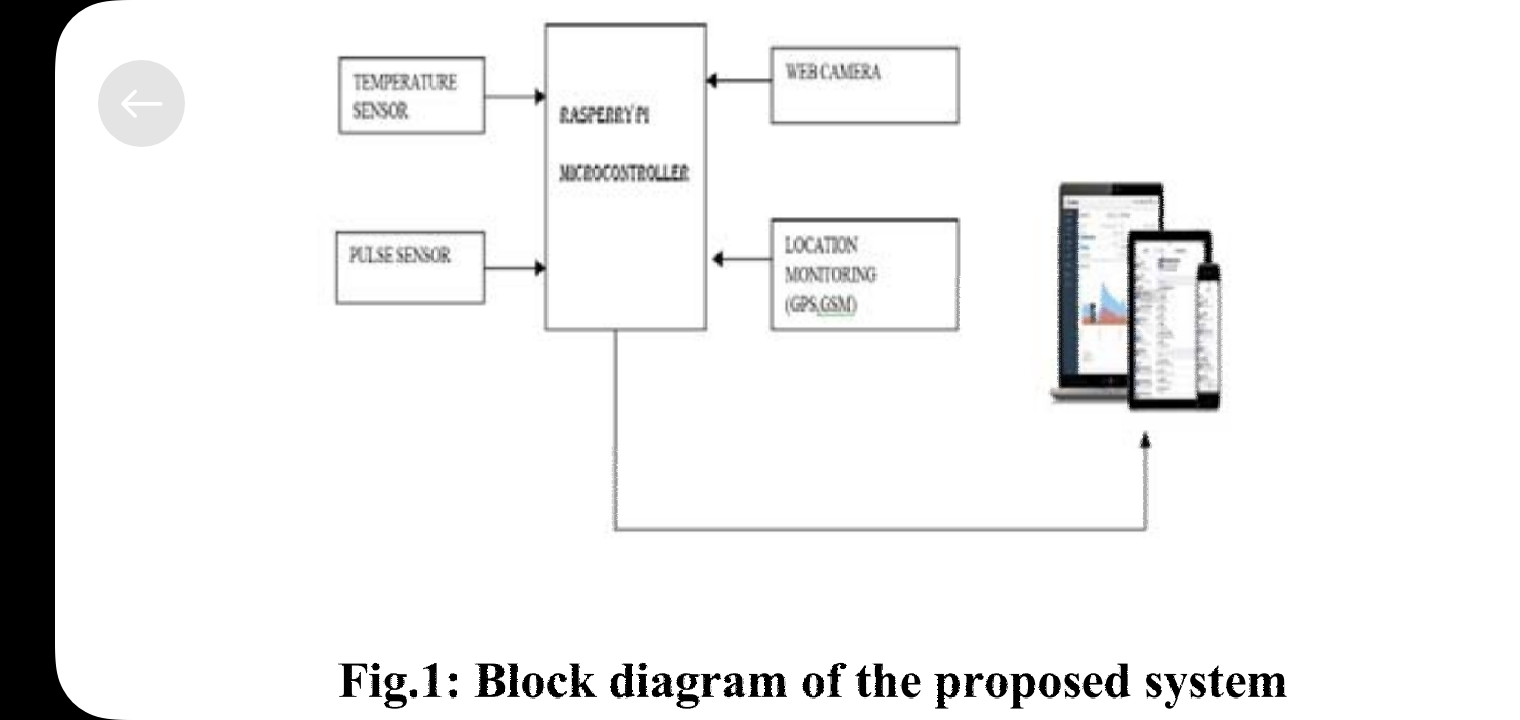 TEMPERATURE
SENSOR
RASPERRY PI
MICROCONTROLLER
WEB CAMERA
PULSE SENSOR
LOCATION
MONITORING
(GPS,GSM)
Fig.1: Block diagram of the proposed system